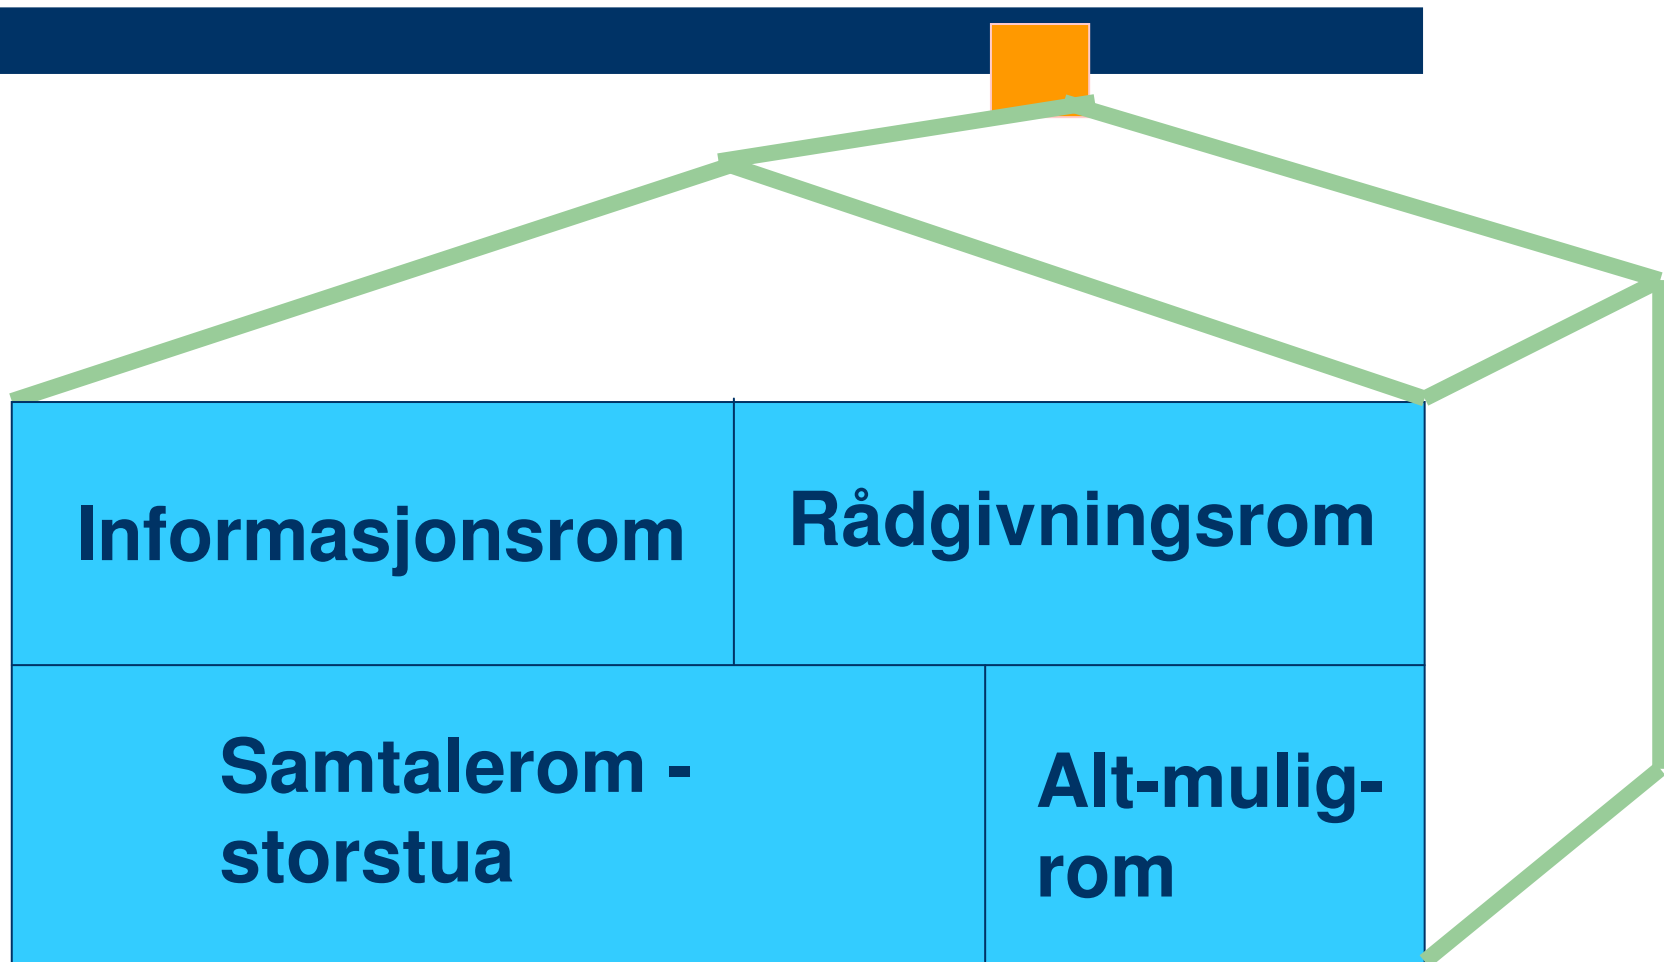 Informasjonsrom
Rådgivningsrom
Samtalerom -
storstua
Alt-mulig-
rom